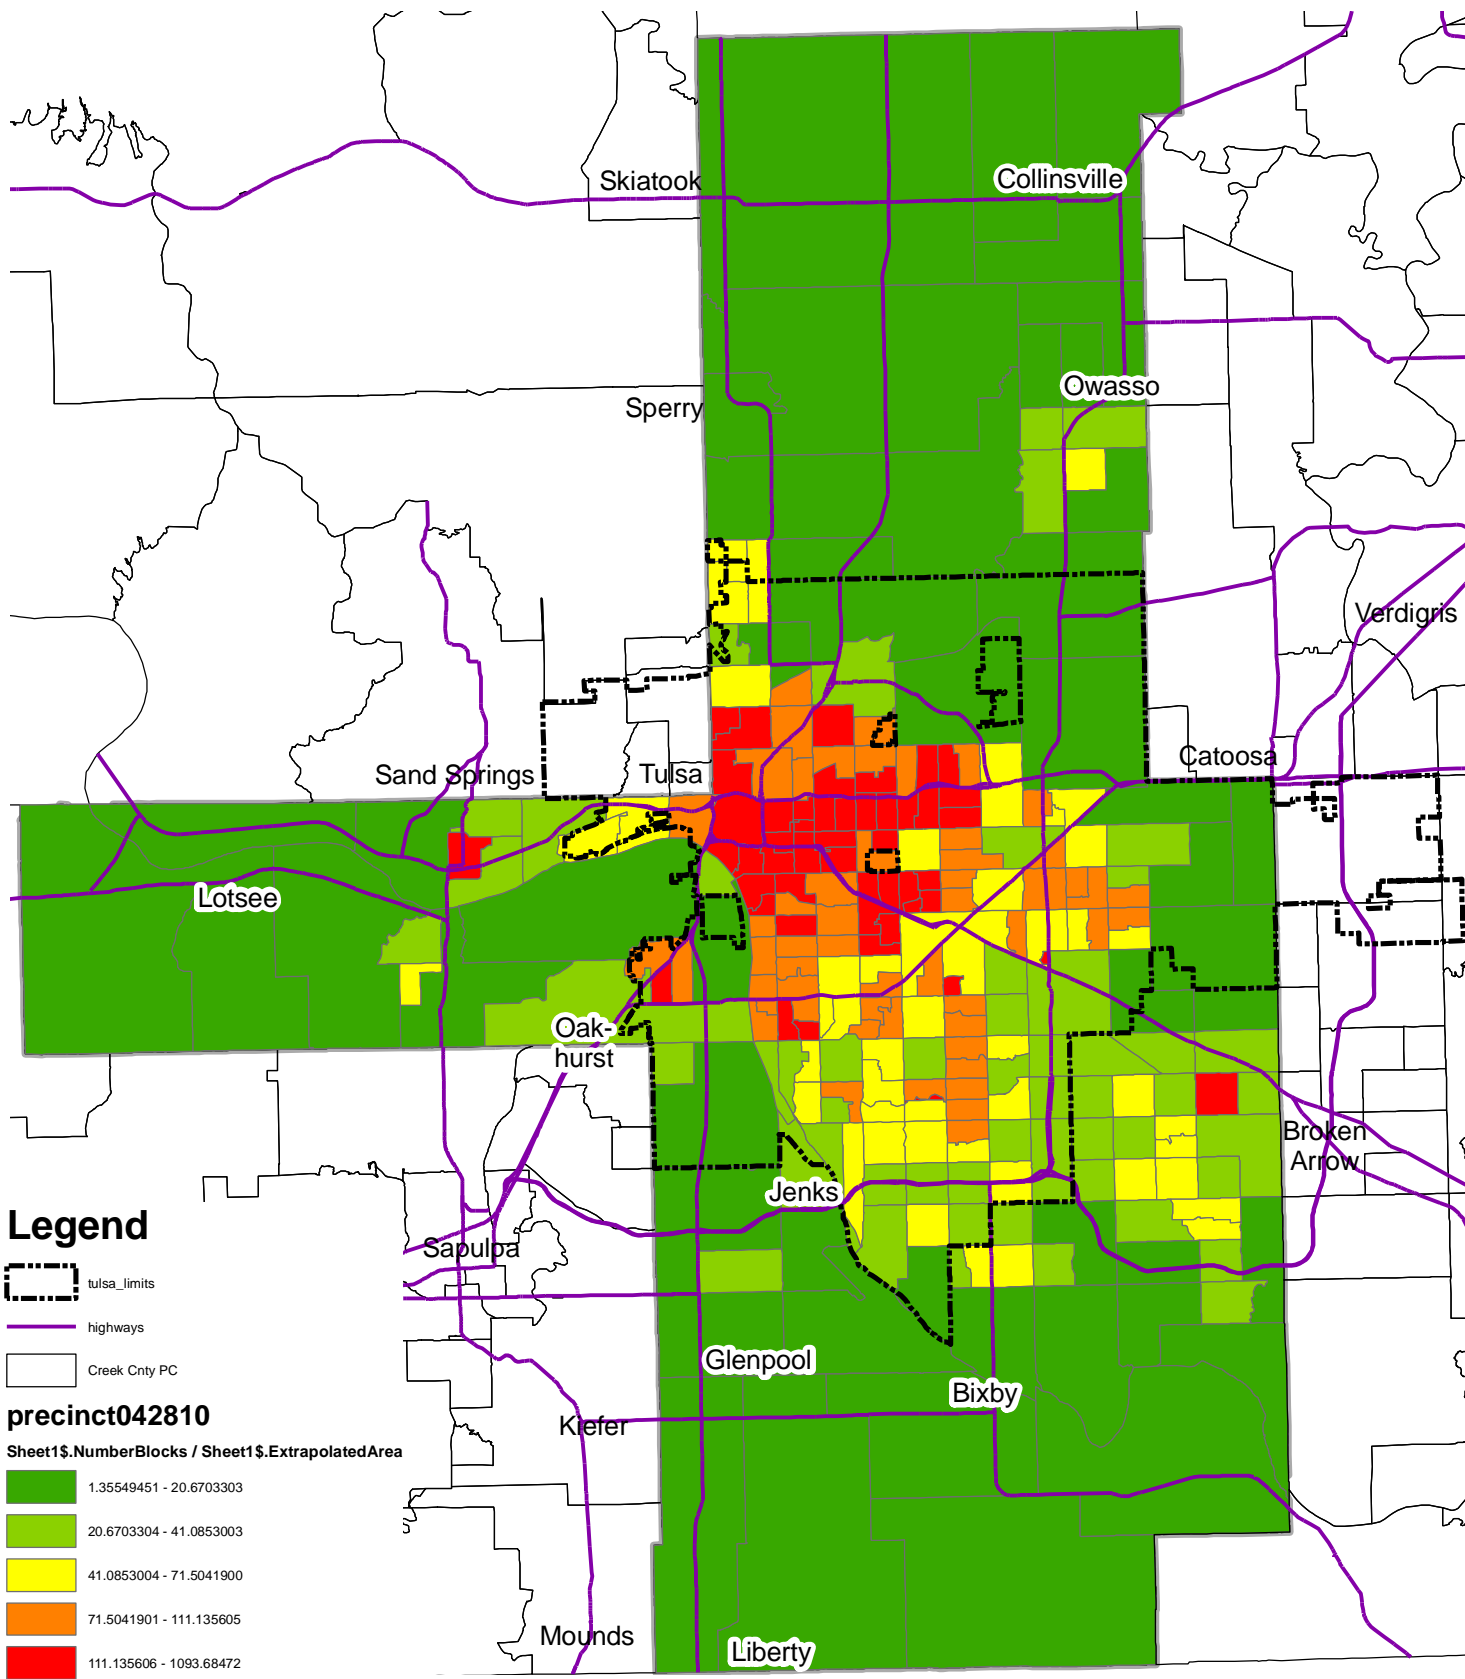 Skiatook
Collinsville
Owasso
Sperry
Verdigris
Sand Springs
Tulsa
Catoosa
Lotsee
Oak-
hurst
Broken
Arrow
Jenks
Sapulpa
Glenpool
Bixby
Kiefer
Mounds
Liberty
Legend
tulsa_limits
highways
Creek Cnty PC
precinct042810
Sheet1$.NumberBlocks / Sheet1$.ExtrapolatedArea
1.35549451 - 20.6703303
20.6703304 - 41.0853003
41.0853004 - 71.5041900
71.5041901 - 111.135605
111.135606 - 1093.68472